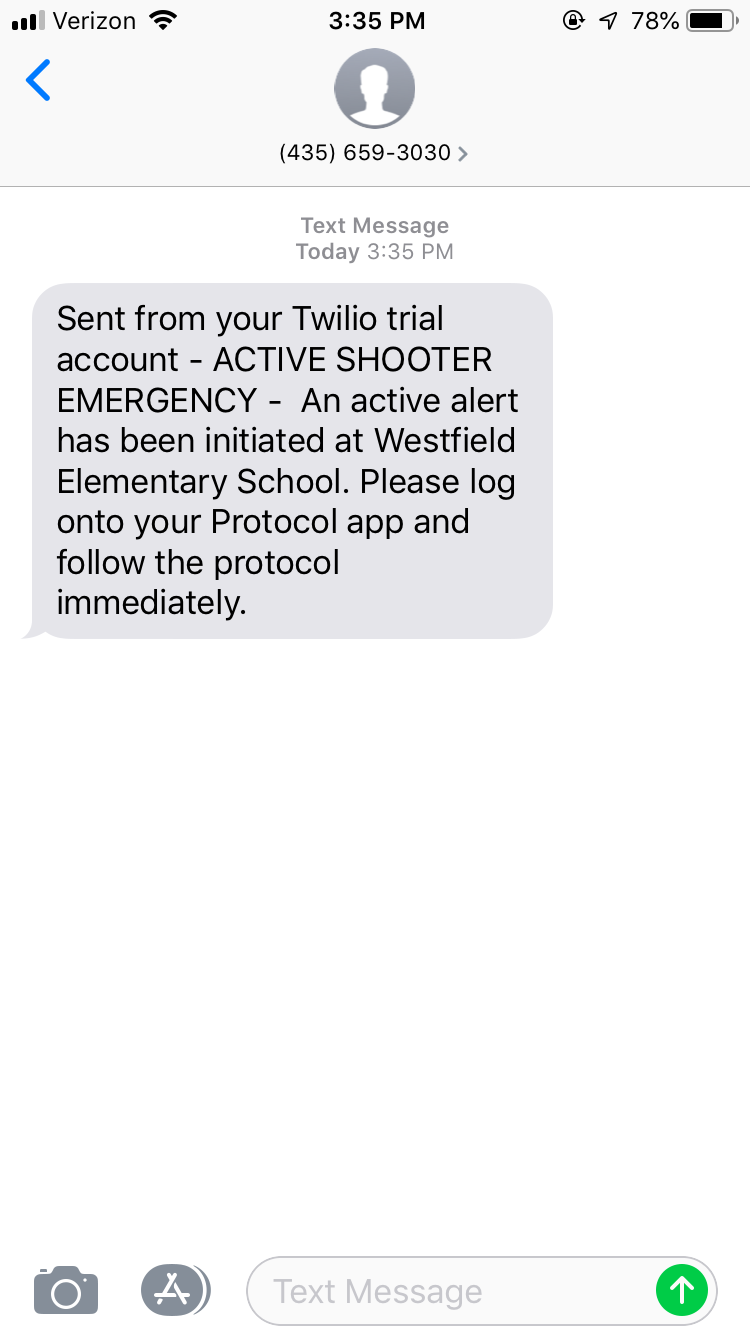 Verizon 3:35 PM 78%
(435) 659-3030
Text Message
Today 3:35 PM
Sent from your Twilio trial
account - ACTIVE SHOOTER
EMERGENCY -  An active alert
has been initiated at Westfield
Elementary School. Please log
onto your Protocol app and
follow the protocol
immediately.
Text Message